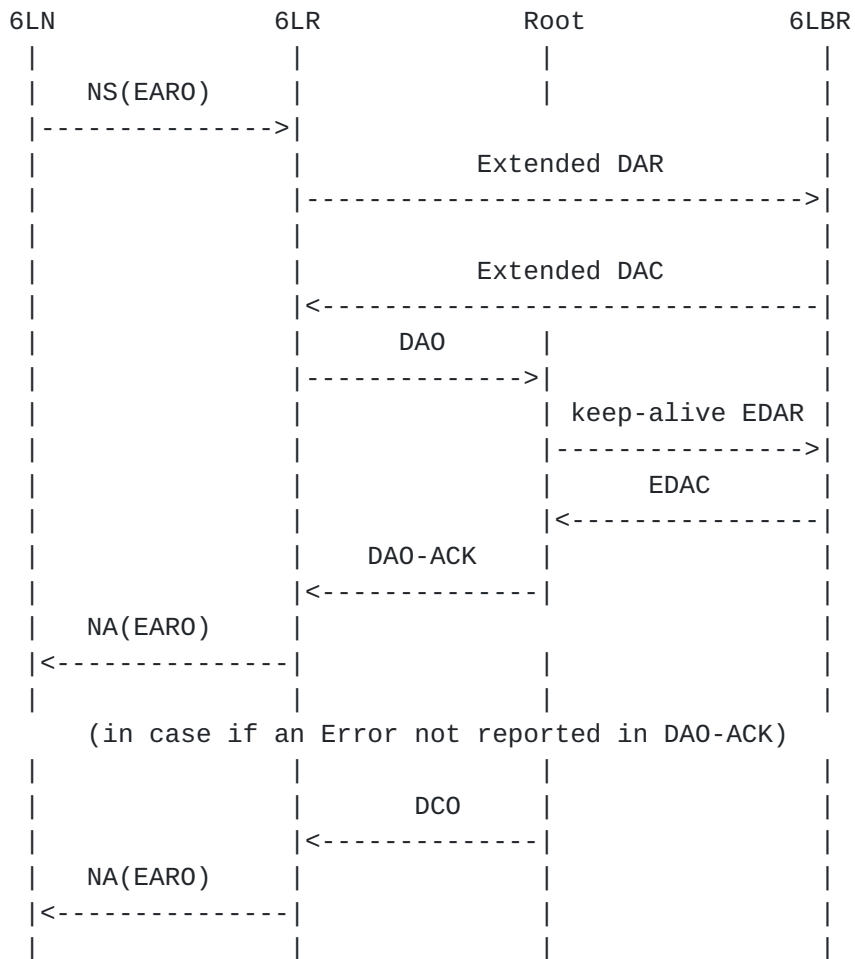 6LN 6LR Root 6LBR
NS(EARO)
Extended DAR
Extended DAC
DAO
keep-alive EDAR
EDAC
DAO-ACK
NA(EARO)
(in case if an Error not reported in DAO-ACK)
DCO
NA(EARO)